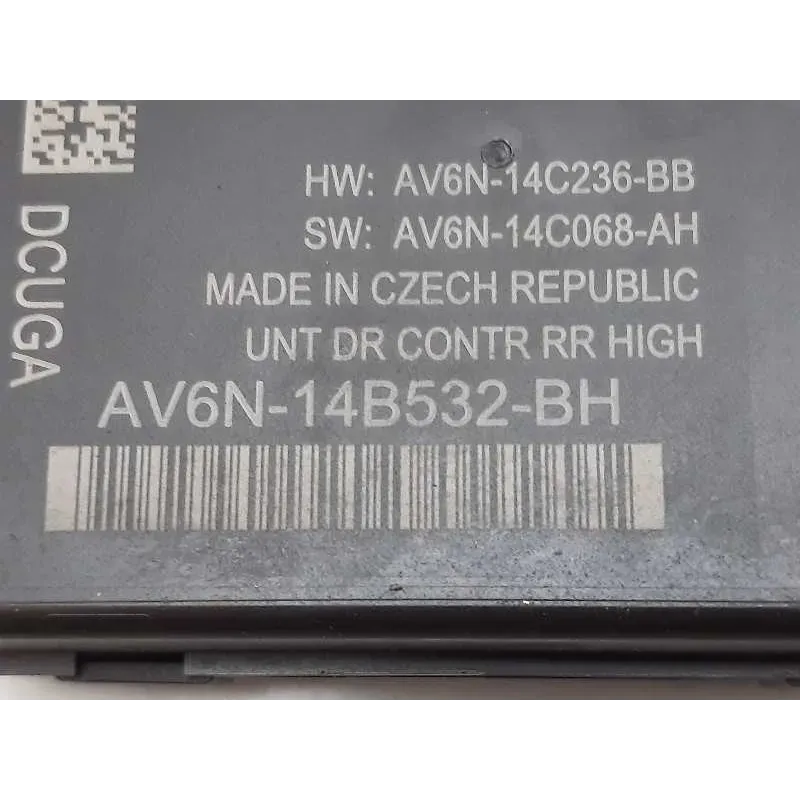 HW: AV6N-14C236-BB
SW: AV6N-14C068-AH
MADE IN CZECH REPUBLIC
UNT DR CONTR RR HIGH
AV6N-14B532-BH
DCUGA